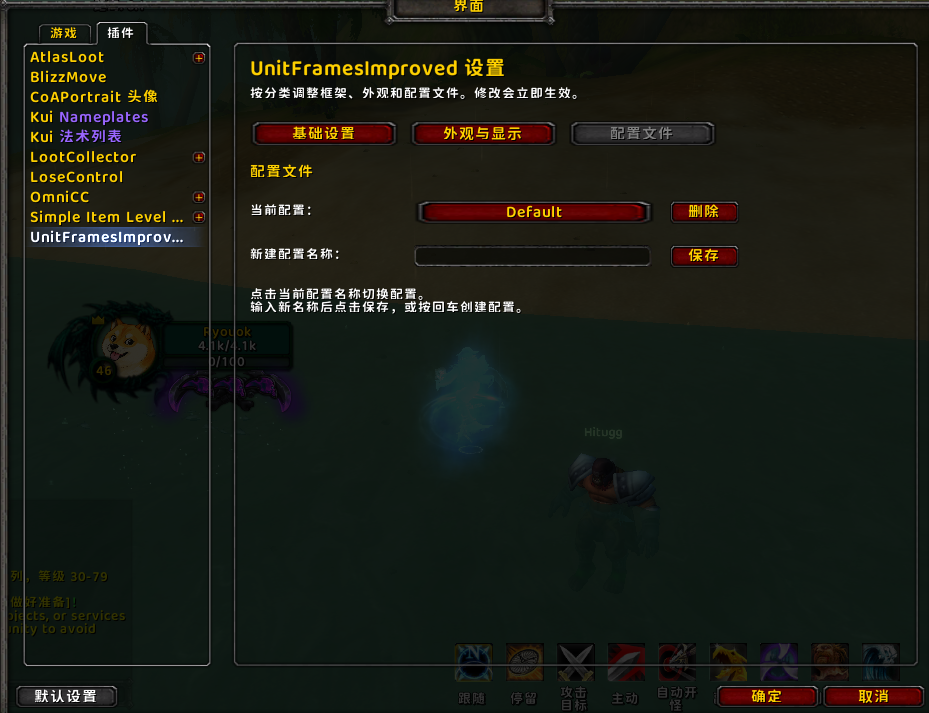 界面
游戏
插件
AtlasLoot
BlizzMove
CoAPortrait 头像
Kui Nameplates
Kui 法术列表
LootCollector
LoseControl
OmniCC
Simple Item Level ...
UnitFramesImprov...
UnitFramesImproved 设置
按分类调整框架、外观和配置文件。修改会立即生效。
基础设置
外观与显示
配置文件
配置文件
当前配置：
Default
删除
新建配置名称：
保存
点击当前配置名称切换配置。
输入新名称后点击保存，或按回车创建配置。
Ryouok
4.1k/4.1k
0/100
46
Hitugg
列，等级 30-79
做好准备]！
bjects, or services
unity to avoid
跟随
停留
攻击
目标
主动
自动开
怪
默认设置
确定
取消